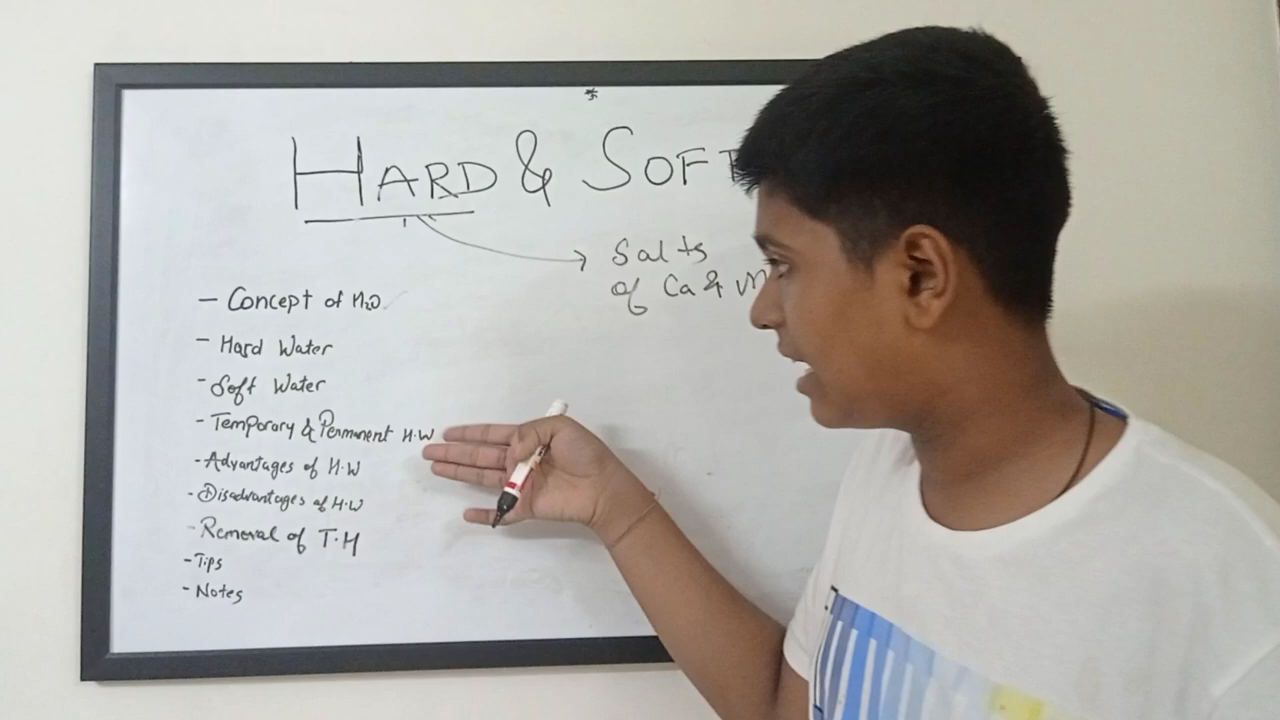 HARD & SOFT
Salts
of Ca & M
- Concept of H2O
- Hard Water
- Soft Water
- Temporary & Permanent H.W
- Advantages of H.W
- Disadvantages of H.W
- Removal of T.H
- Tips
- Notes